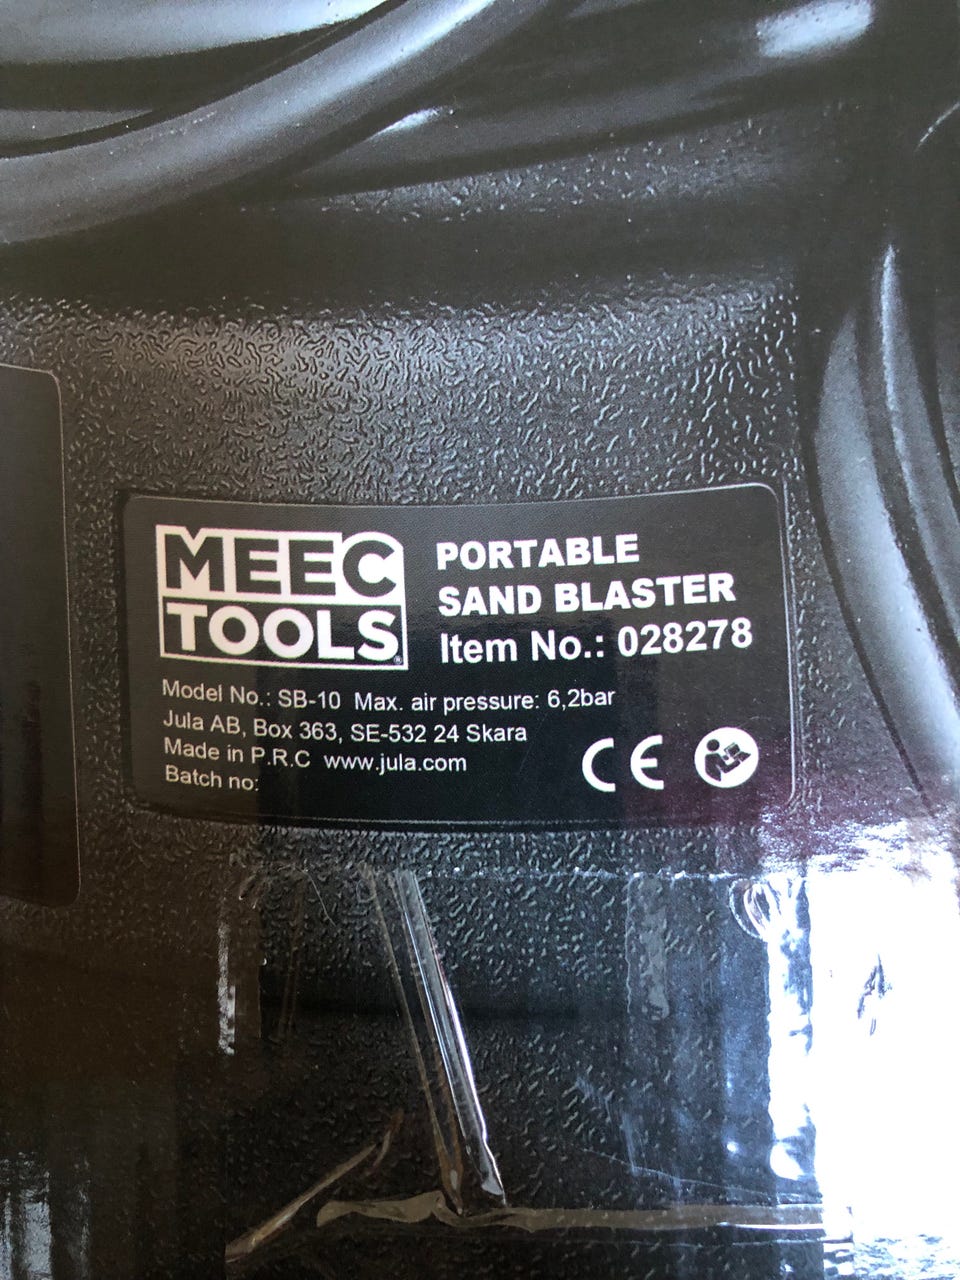 MEEC
TOOLS®
PORTABLE
SAND BLASTER
Item No.: 028278
Model No.: SB-10 Max. air pressure: 6,2bar
Jula AB, Box 363, SE-532 24 Skara
Made in P.R.C www.jula.com
Batch no:
CE